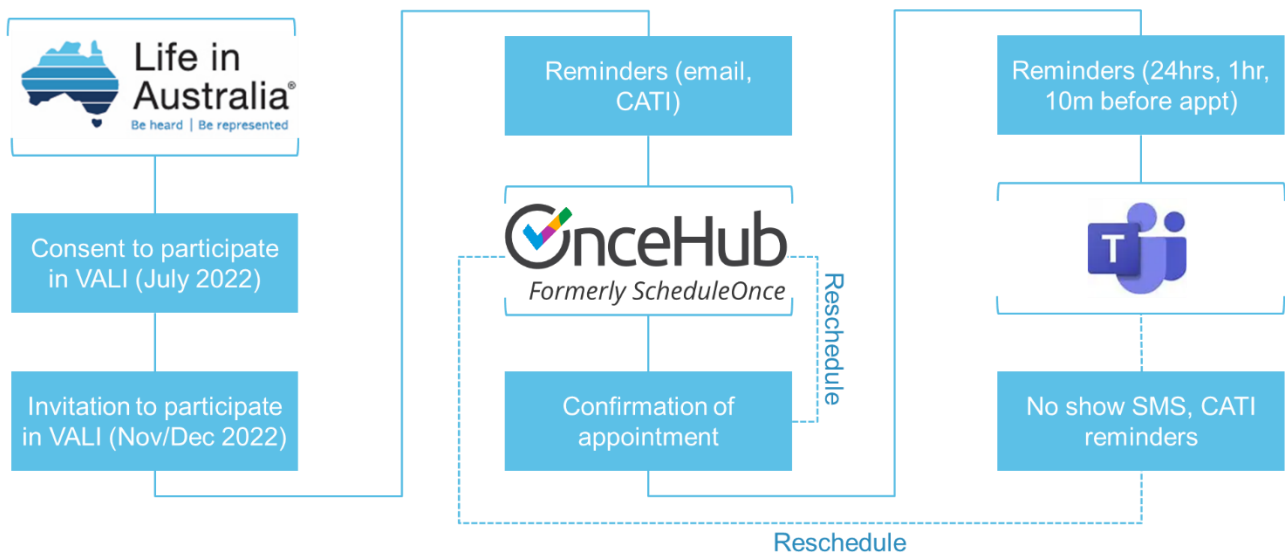 Life in
Australia®
Be heard | Be represented
Consent to participate
in VALI (July 2022)
Invitation to participate
in VALI (Nov/Dec 2022)
Reminders (email,
CATI)
OnceHub
Formerly ScheduleOnce
Reschedule
Confirmation of
appointment
Reminders (24hrs, 1hr,
10m before appt)
T
No show SMS, CATI
reminders
Reschedule